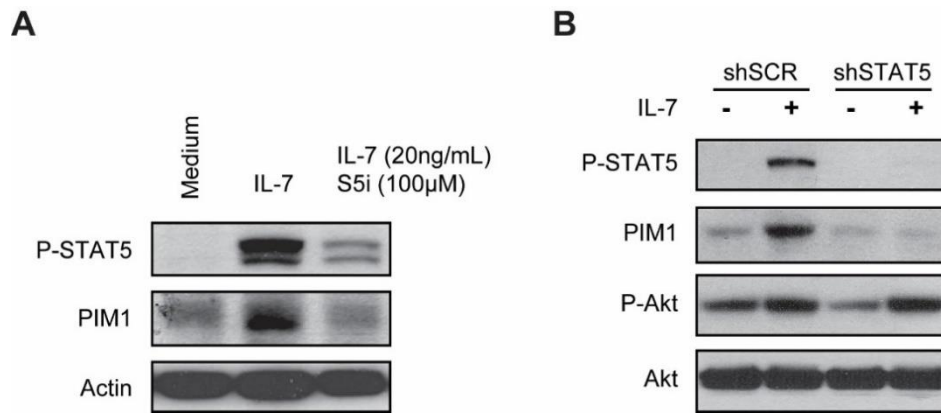 A
Medium
IL-7
IL-7 (20ng/mL)
S5i (100μM)
P-STAT5
PIM1
Actin
B
shSCR shSTAT5
IL-7 - + - +
P-STAT5
PIM1
P-Akt
Akt